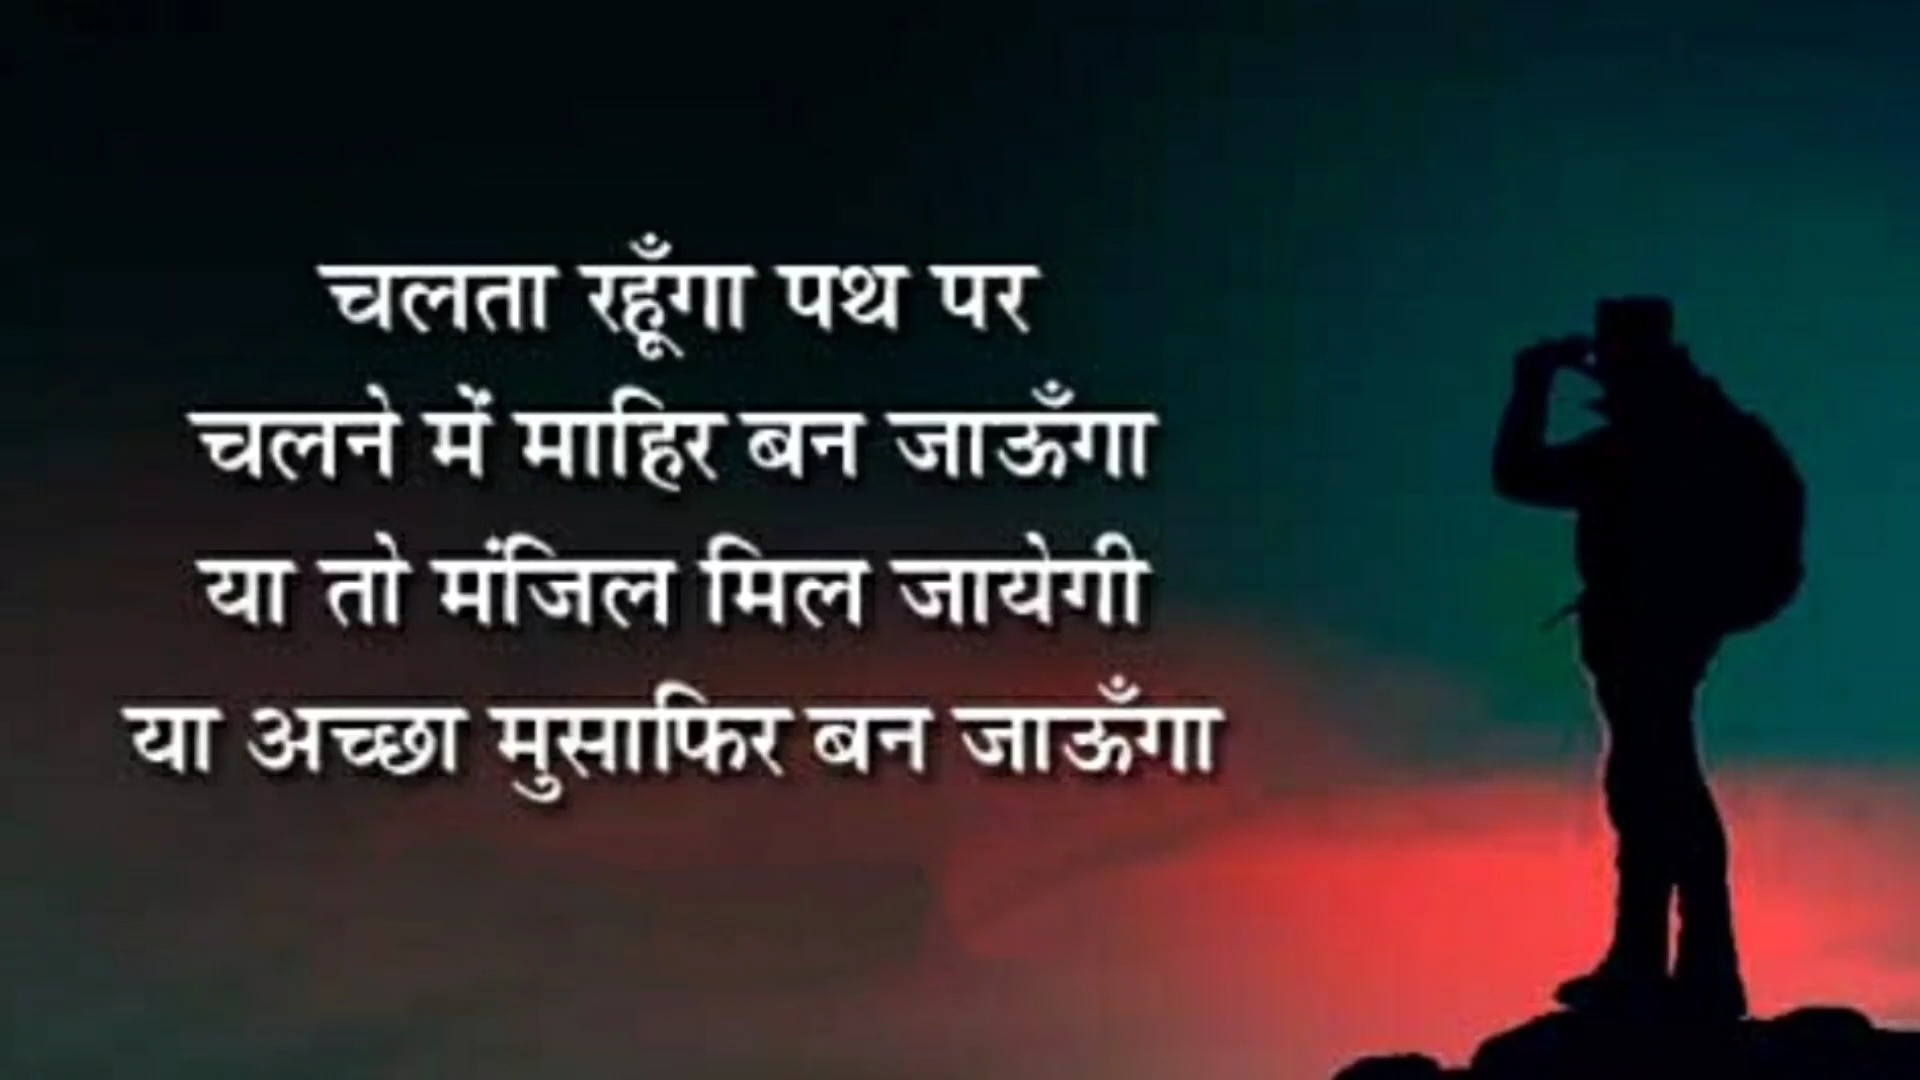 चलता रहूँगा पथ पर
चलने में माहिर बन जाऊँगा
या तो मंजिल मिल जायेगी
या अच्छा मुसाफिर बन जाऊँगा